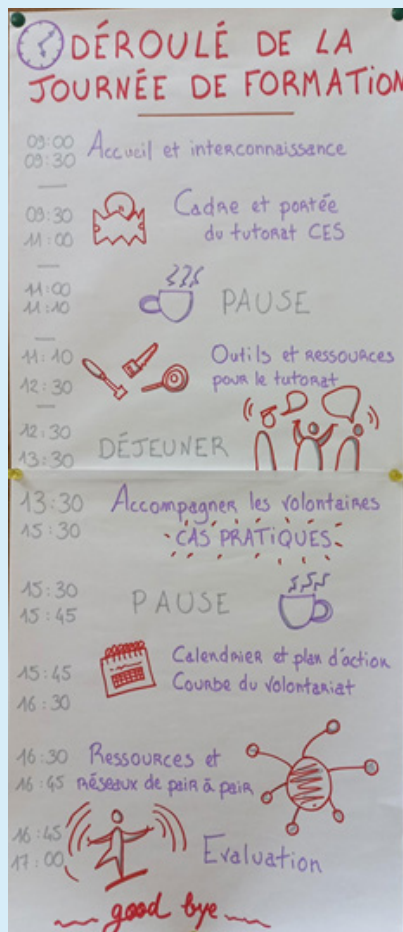 DÉROULÉ DE LA
JOURNÉE DE FORMATION
09:00
09:30
Accueil et interconnaissance
09:30
11:00
Cadre et portée
du tutorat CES
11:00
11:10
PAUSE
11:10
12:30
Outils et ressources
pour le tutorat
12:30
13:30
DÉJEUNER
13:30
15:30
Accompagner les volontaires
CAS PRATIQUES
15:30
15:45
PAUSE
15:45
16:30
Calendrier et plan d'action
Courbe du volontariat
16:30
16:45
Ressources et
réseaux de pair à pair
16:45
17:00
Evaluation
good bye